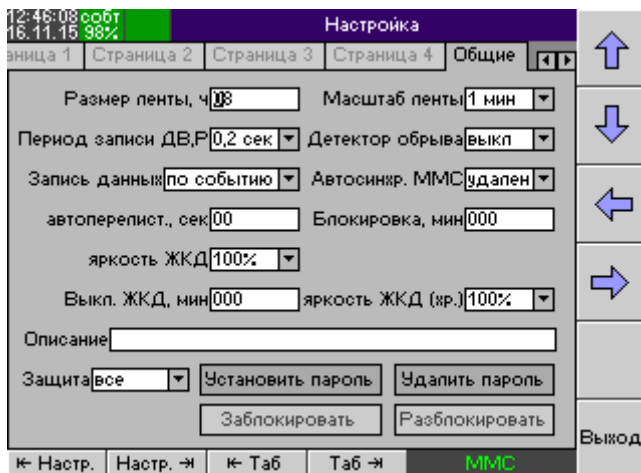 12:46:08 собт Настройка
16.11.15 98%
аница 1 Страница 2 Страница 3 Страница 4 Общие
Размер ленты, ч 08 Масштаб ленты 1 мин
Период записи ДВ,Р 0,2 сек Детектор обрыва выкл
Запись данных по событию Автосинхр. ММС удален
автоперелист., сек 00 Блокировка, мин 000
яркость ЖКД 100%
Выкл. ЖКД, мин 000 яркость ЖКД (хр.) 100%
Описание
Защита все Установить пароль Удалить пароль
Заблокировать Разблокировать
Выход
Настр. Настр. Таб Таб ММС